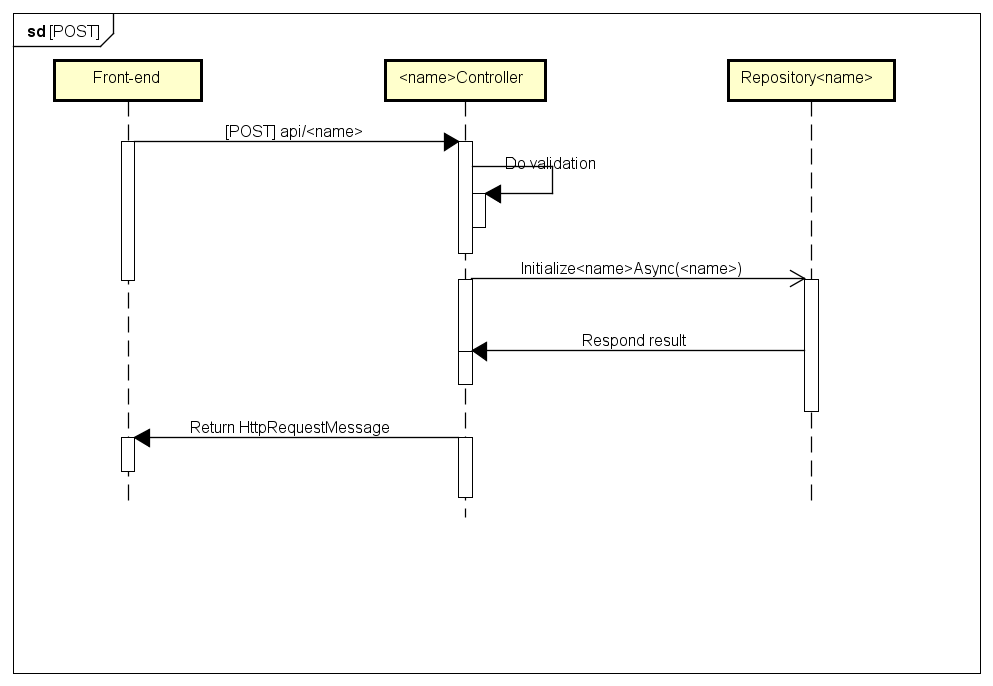 sd [POST]
Front-end
<name>Controller
Repository<name>
[POST] api/<name>
Do validation
Initialize<name>Async(<name>)
Respond result
Return HttpRequestMessage